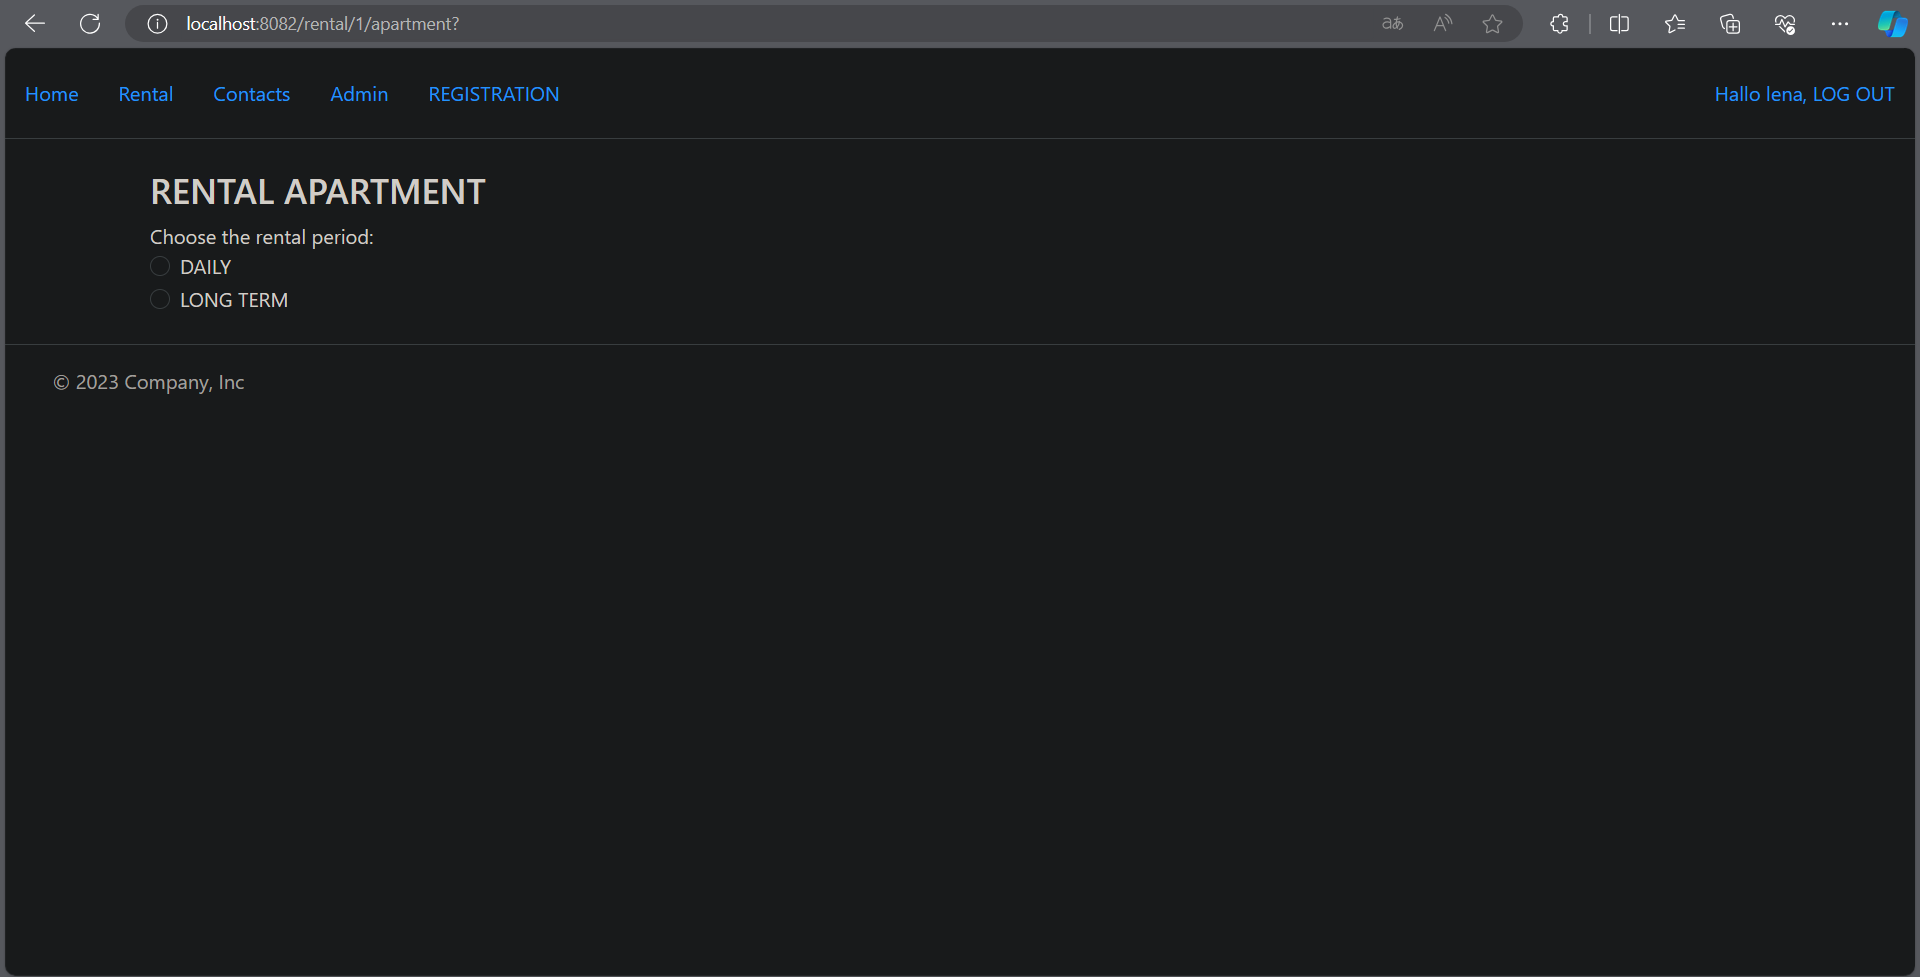 localhost:8082/rental/1/apartment?
Home Rental Contacts Admin REGISTRATION Hallo lena, LOG OUT
RENTAL APARTMENT
Choose the rental period:
DAILY
LONG TERM
© 2023 Company, Inc